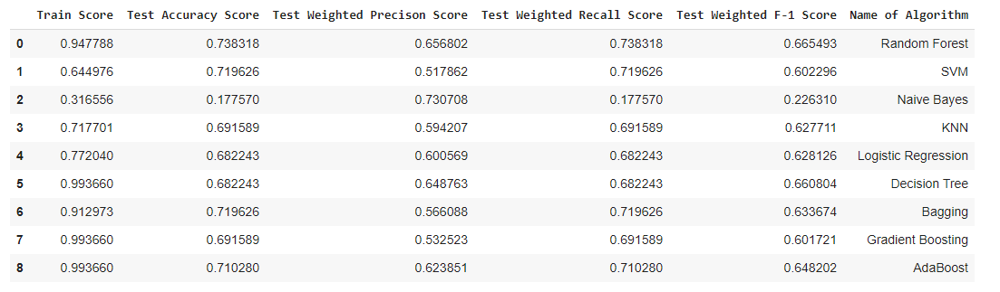 Train Score Test Accuracy Score Test Weighted Precison Score Test Weighted Recall Score Test Weighted F-1 Score Name of Algorithm
0 0.947788 0.738318 0.656802 0.738318 0.665493 Random Forest
1 0.644976 0.719626 0.517862 0.719626 0.602296 SVM
2 0.316556 0.177570 0.730708 0.177570 0.226310 Naive Bayes
3 0.717701 0.691589 0.594207 0.691589 0.627711 KNN
4 0.772040 0.682243 0.600569 0.682243 0.628126 Logistic Regression
5 0.993660 0.682243 0.648763 0.682243 0.660804 Decision Tree
6 0.912973 0.719626 0.566088 0.719626 0.633674 Bagging
7 0.993660 0.691589 0.532523 0.691589 0.601721 Gradient Boosting
8 0.993660 0.710280 0.623851 0.710280 0.648202 AdaBoost